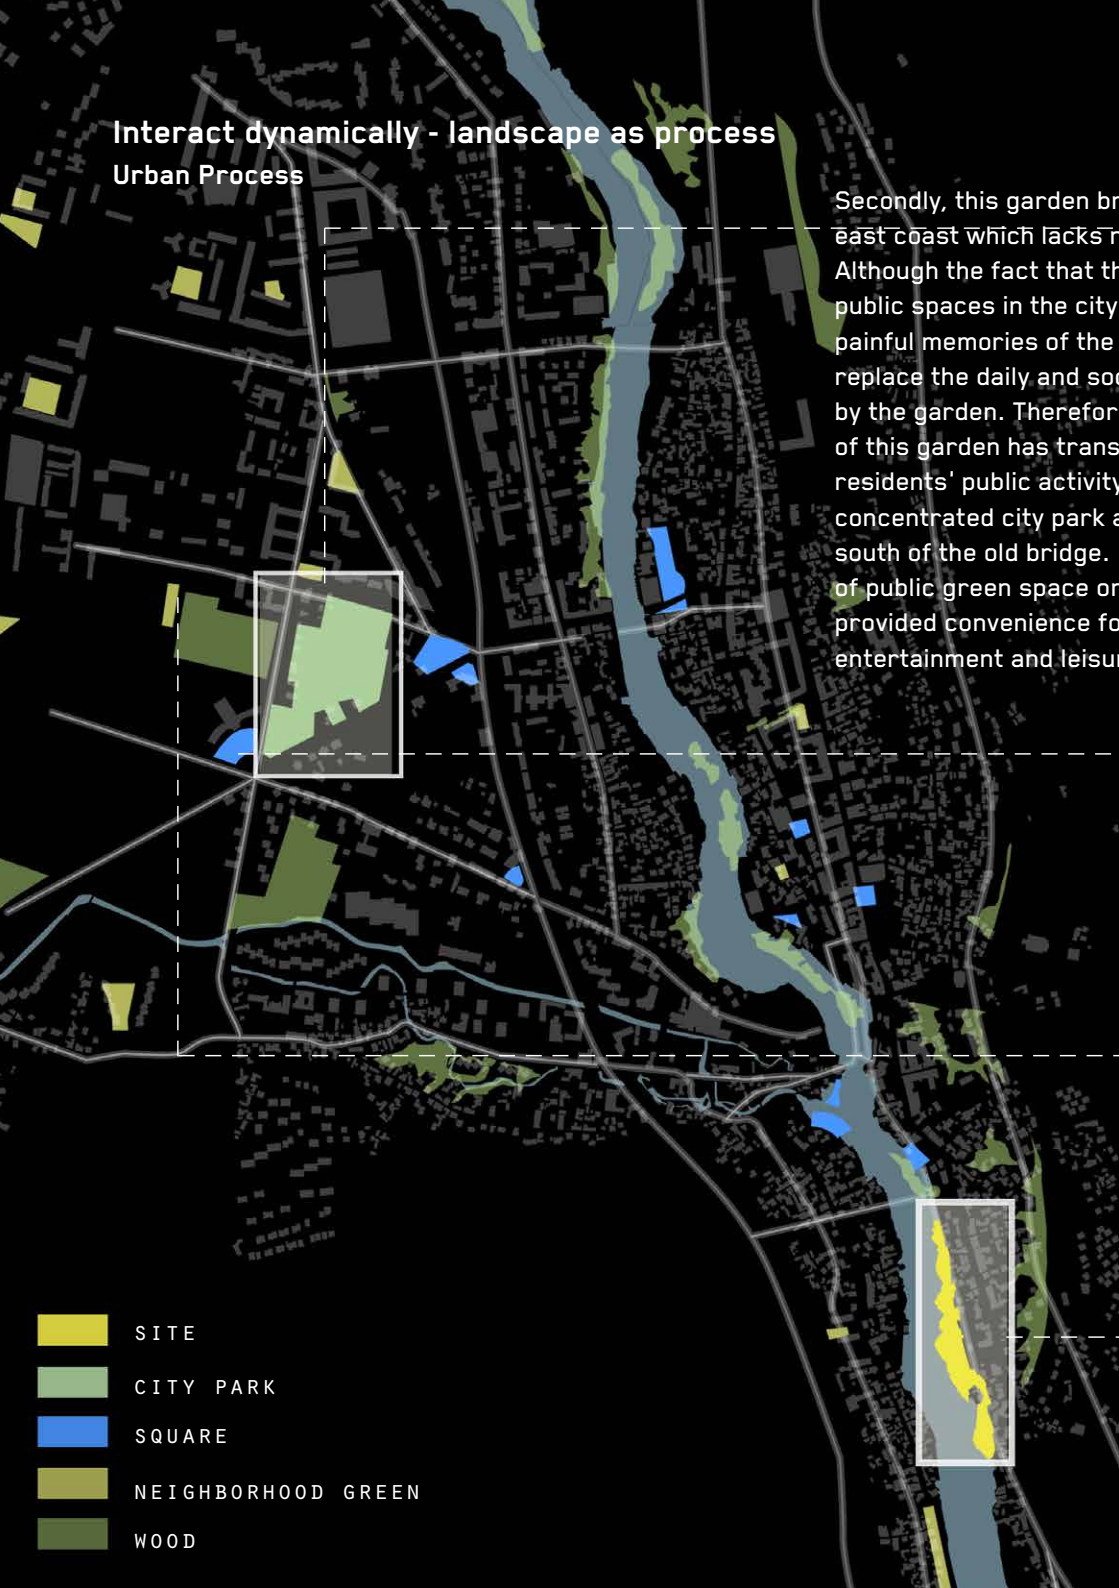 Interact dynamically - landscape as process
Urban Process
Secondly, this garden br
east coast which lacks
Although the fact that th
public spaces in the city
painful memories of the
replace the daily and soc
by the garden. Therefor
of this garden has trans
residents' public activity
concentrated city park a
south of the old bridge.
of public green space or
provided convenience fo
entertainment and leisur
SITE
CITY PARK
SQUARE
NEIGHBORHOOD GREEN
WOOD